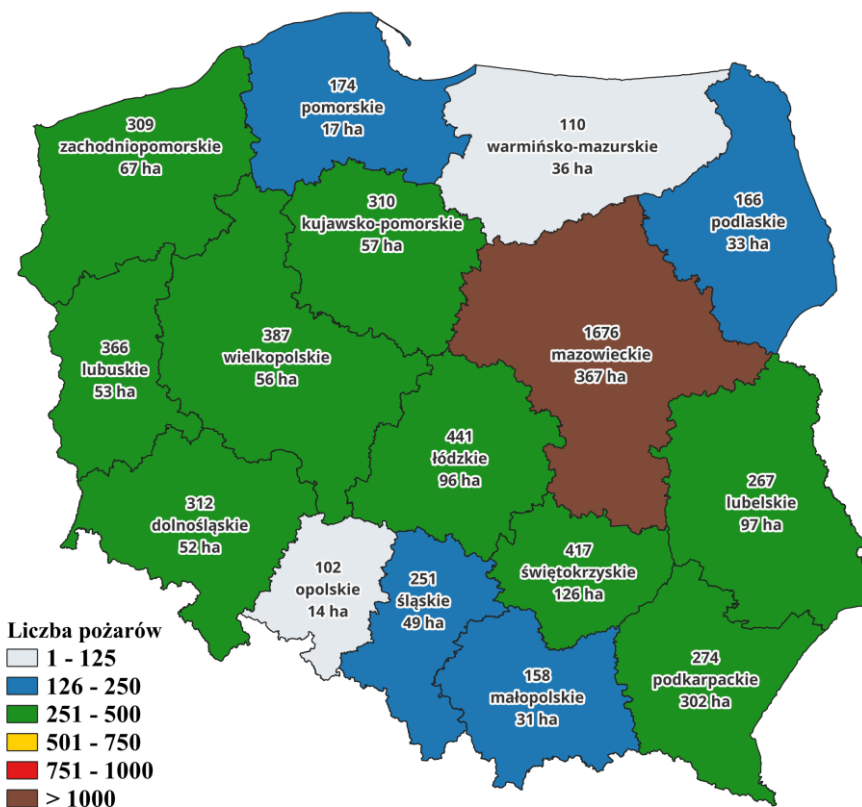 174
pomorskie
17 ha
110
warmińsko-mazurskie
36 ha
309
zachodniopomorskie
67 ha
310
kujawsko-pomorskie
57 ha
166
podlaskie
33 ha
1676
mazowieckie
367 ha
387
wielkopolskie
56 ha
366
lubuskie
53 ha
441
łódzkie
96 ha
267
lubelskie
97 ha
312
dolnośląskie
52 ha
417
świętokrzyskie
126 ha
102
opolskie
14 ha
251
śląskie
49 ha
274
podkarpackie
302 ha
158
małopolskie
31 ha
Liczba pożarów
1 - 125
126 - 250
251 - 500
501 - 750
751 - 1000
> 1000